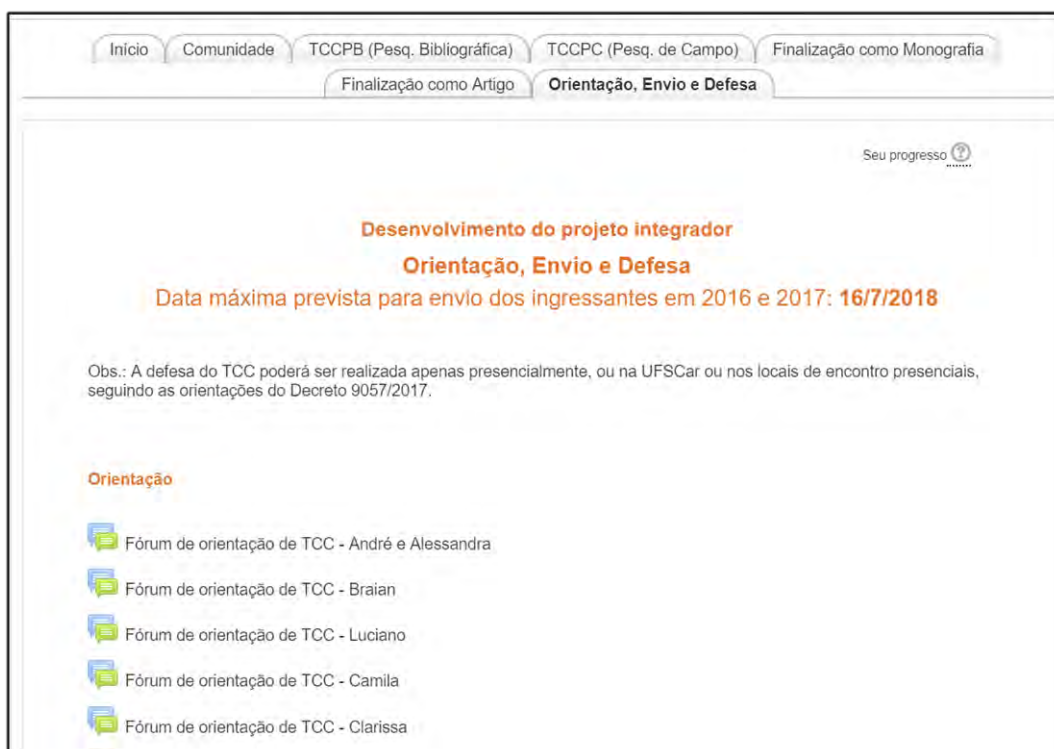 Início Comunidade TCCPB (Pesq. Bibliográfica) TCCPC (Pesq. de Campo) Finalização como Monografia
Finalização como Artigo Orientação, Envio e Defesa
Seu progresso
Desenvolvimento do projeto integrador
Orientação, Envio e Defesa
Data máxima prevista para envio dos ingressantes em 2016 e 2017: 16/7/2018
Obs.: A defesa do TCC poderá ser realizada apenas presencialmente, ou na UFSCar ou nos locais de encontro presenciais,
seguindo as orientações do Decreto 9057/2017.
Orientação
Fórum de orientação de TCC - André e Alessandra
Fórum de orientação de TCC - Braian
Fórum de orientação de TCC - Luciano
Fórum de orientação de TCC - Camila
Fórum de orientação de TCC - Clarissa